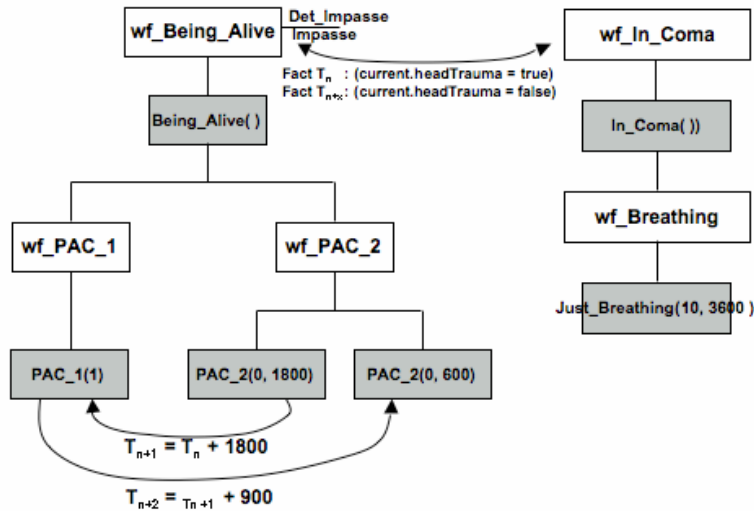 wf_Being_Alive
Det_Impasse
Impasse
wf_In_Coma
Fact Tn : (current.headTrauma = true)
Fact Tn+x : (current.headTrauma = false)
Being_Alive( )
In_Coma( ))
wf_PAC_1
wf_PAC_2
wf_Breathing
Just_Breathing(10, 3600 )
PAC_1(1)
PAC_2(0, 1800)
PAC_2(0, 600)
Tn+1 = Tn + 1800
Tn+2 = Tn+1 + 900